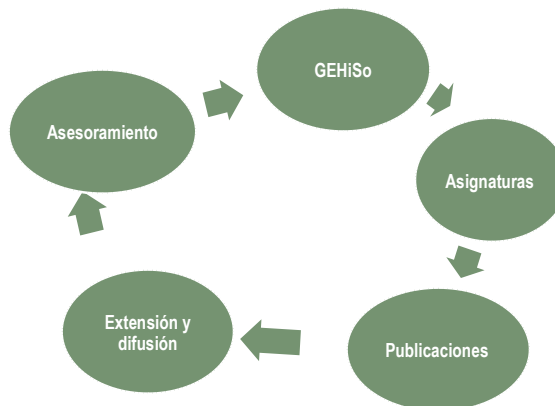 GEHiSo
Asesoramiento
Asignaturas
Extensión y
difusión
Publicaciones